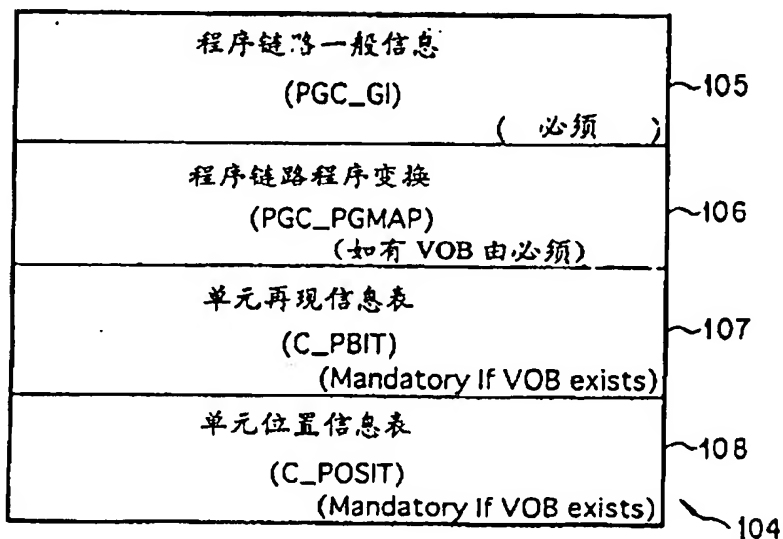 程序链路一般信息
(PGC_GI)
( 必须 )
105
程序链路程序变换
(PGC_PGMAP)
(如有 VOB 由必须)
106
单元再现信息表
(C_PBIT)
(Mandatory If VOB exists)
107
单元位置信息表
(C_POSIT)
(Mandatory If VOB exists)
108
104